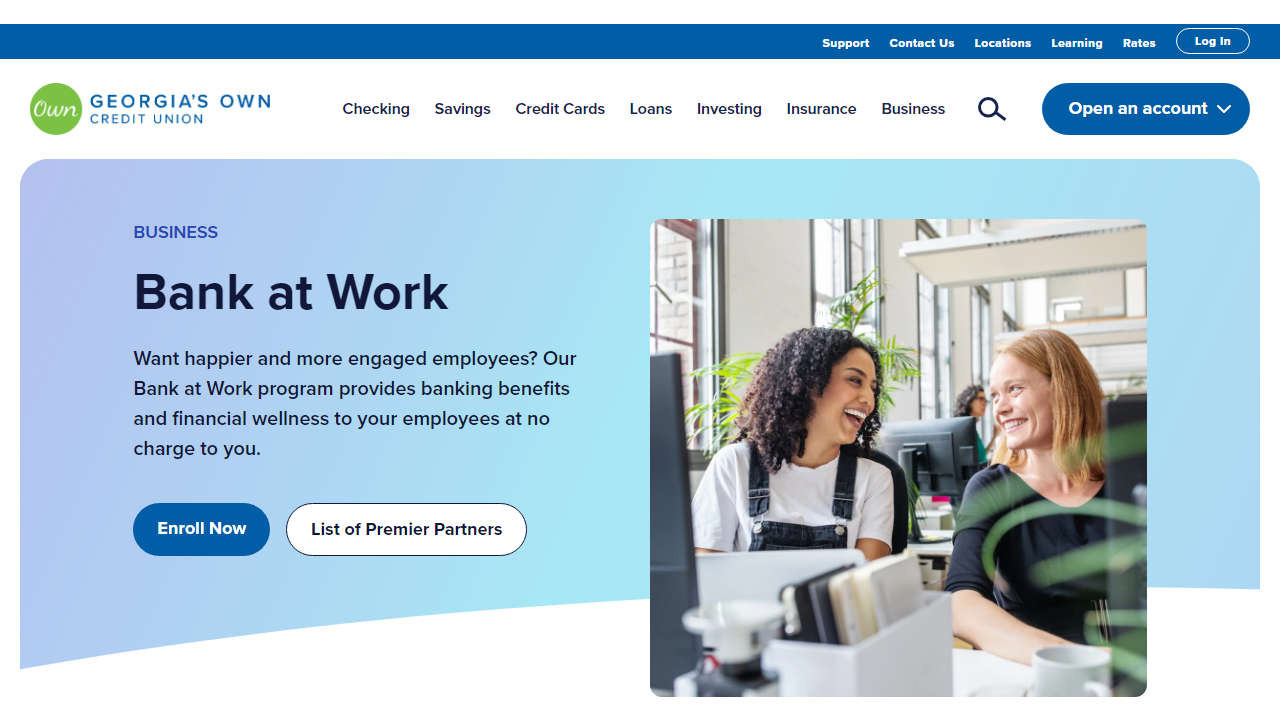 Support Contact Us Locations Learning Rates Log In
Own GEORGIA'S OWN
CREDIT UNION
Checking Savings Credit Cards Loans Investing Insurance Business
Open an account
BUSINESS
Bank at Work
Want happier and more engaged employees? Our
Bank at Work program provides banking benefits
and financial wellness to your employees at no
charge to you.
Enroll Now List of Premier Partners